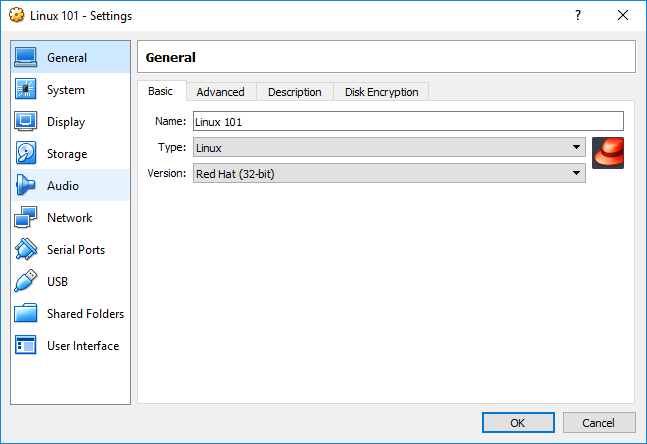 Linux 101 - Settings
General
System
Display
Storage
Audio
Network
Serial Ports
USB
Shared Folders
User Interface
General
Basic Advanced Description Disk Encryption
Name: Linux 101
Type: Linux
Version: Red Hat (32-bit)
OK Cancel